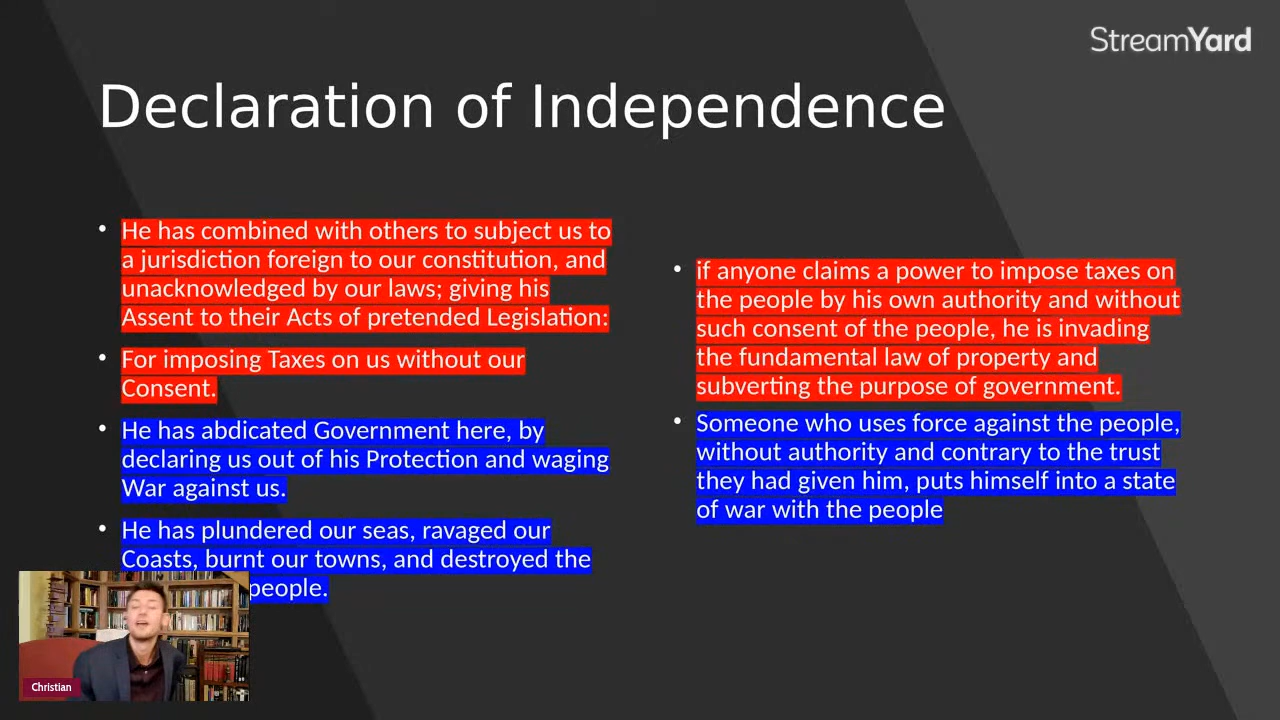 StreamYard
Declaration of Independence
• He has combined with others to subject us to
a jurisdiction foreign to our constitution, and
unacknowledged by our laws; giving his
Assent to their Acts of pretended Legislation:
• For imposing Taxes on us without our
Consent.
• He has abdicated Government here, by
declaring us out of his Protection and waging
War against us.
• He has plundered our seas, ravaged our
Coasts, burnt our towns, and destroyed the
people.
• if anyone claims a power to impose taxes on
the people by his own authority and without
such consent of the people, he is invading
the fundamental law of property and
subverting the purpose of government.
• Someone who uses force against the people,
without authority and contrary to the trust
they had given him, puts himself into a state
of war with the people
Christian